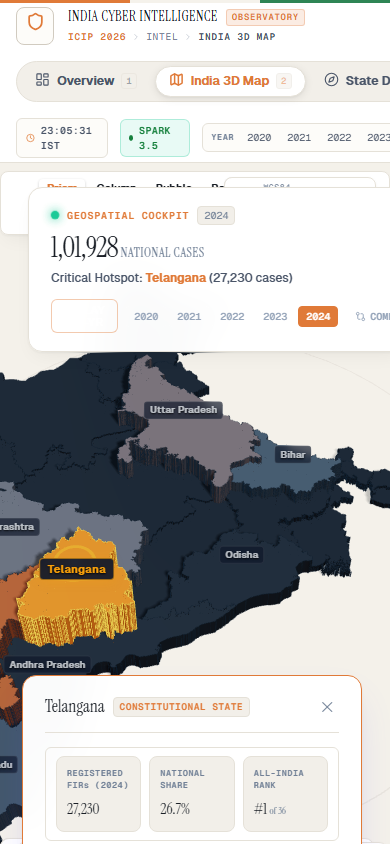 INDIA CYBER INTELLIGENCE OBSERVATORY
ICIP 2026 › INTEL › INDIA 3D MAP
Overview 1 India 3D Map 2 State D
23:05:31 IST
SPARK 3.5
YEAR 2020 2021 2022 2023
GEOSPATIAL COCKPIT 2024
1,01,928 NATIONAL CASES
Critical Hotspot: Telangana (27,230 cases)
2020 2021 2022 2023 2024 COM
Uttar Pradesh
Bihar
rashtra
Odisha
Telangana
Andhra Pradesh
Telangana CONSTITUTIONAL STATE
adu
REGISTERED FIRs (2024)
27,230
NATIONAL SHARE
26.7%
ALL-INDIA RANK
#1 of 36